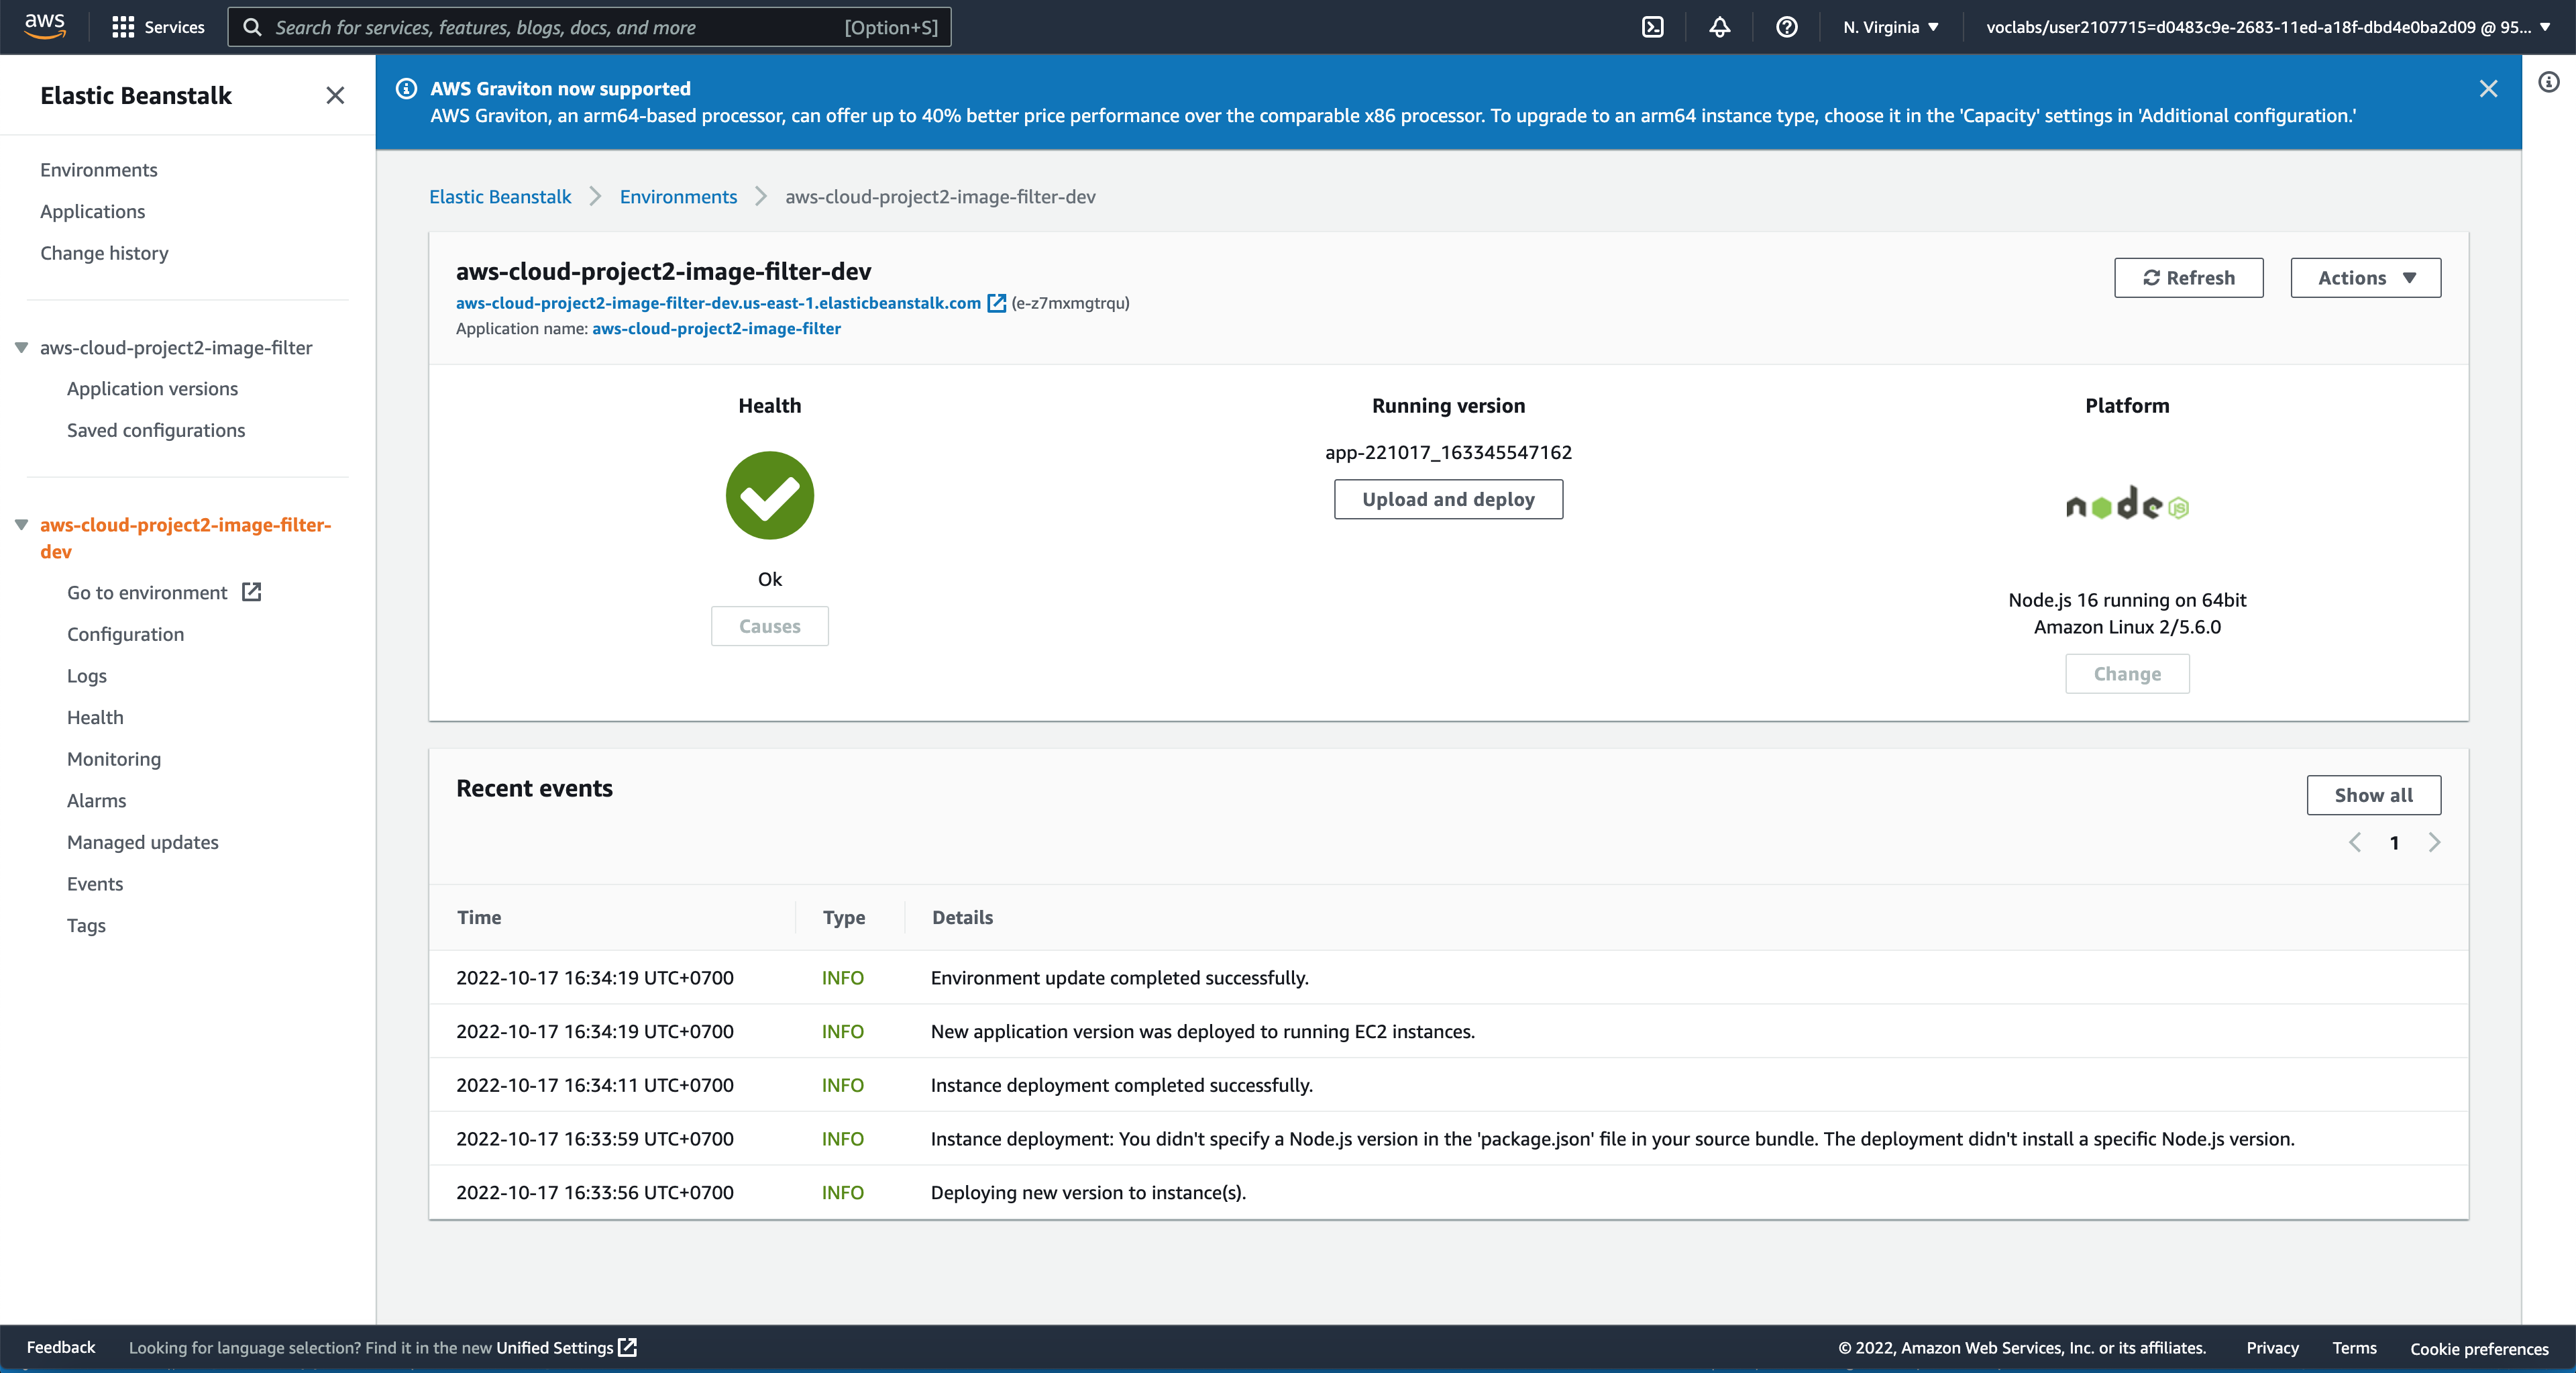 aws
Services
Search for services, features, blogs, docs, and more [Option+S]
N. Virginia
voclabs/user2107715=d0483c9e-2683-11ed-a18f-dbd4e0ba2d09 @ 95...
Elastic Beanstalk
Environments
Applications
Change history
aws-cloud-project2-image-filter
Application versions
Saved configurations
aws-cloud-project2-image-filter-
dev
Go to environment
Configuration
Logs
Health
Monitoring
Alarms
Managed updates
Events
Tags
AWS Graviton now supported
AWS Graviton, an arm64-based processor, can offer up to 40% better price performance over the comparable x86 processor. To upgrade to an arm64 instance type, choose it in the 'Capacity' settings in 'Additional configuration.'
Elastic Beanstalk Environments aws-cloud-project2-image-filter-dev
aws-cloud-project2-image-filter-dev
aws-cloud-project2-image-filter-dev.us-east-1.elasticbeanstalk.com (e-z7mxmgtrqu)
Application name: aws-cloud-project2-image-filter
Refresh
Actions
Health
Ok
Causes
Running version
app-221017_163345547162
Upload and deploy
Platform
node JS
Node.js 16 running on 64bit
Amazon Linux 2/5.6.0
Change
Recent events
Show all
1
Time Type Details
2022-10-17 16:34:19 UTC+0700 INFO Environment update completed successfully.
2022-10-17 16:34:19 UTC+0700 INFO New application version was deployed to running EC2 instances.
2022-10-17 16:34:11 UTC+0700 INFO Instance deployment completed successfully.
2022-10-17 16:33:59 UTC+0700 INFO Instance deployment: You didn't specify a Node.js version in the 'package.json' file in your source bundle. The deployment didn't install a specific Node.js version.
2022-10-17 16:33:56 UTC+0700 INFO Deploying new version to instance(s).
Feedback Looking for language selection? Find it in the new Unified Settings
© 2022, Amazon Web Services, Inc. or its affiliates. Privacy Terms Cookie preferences